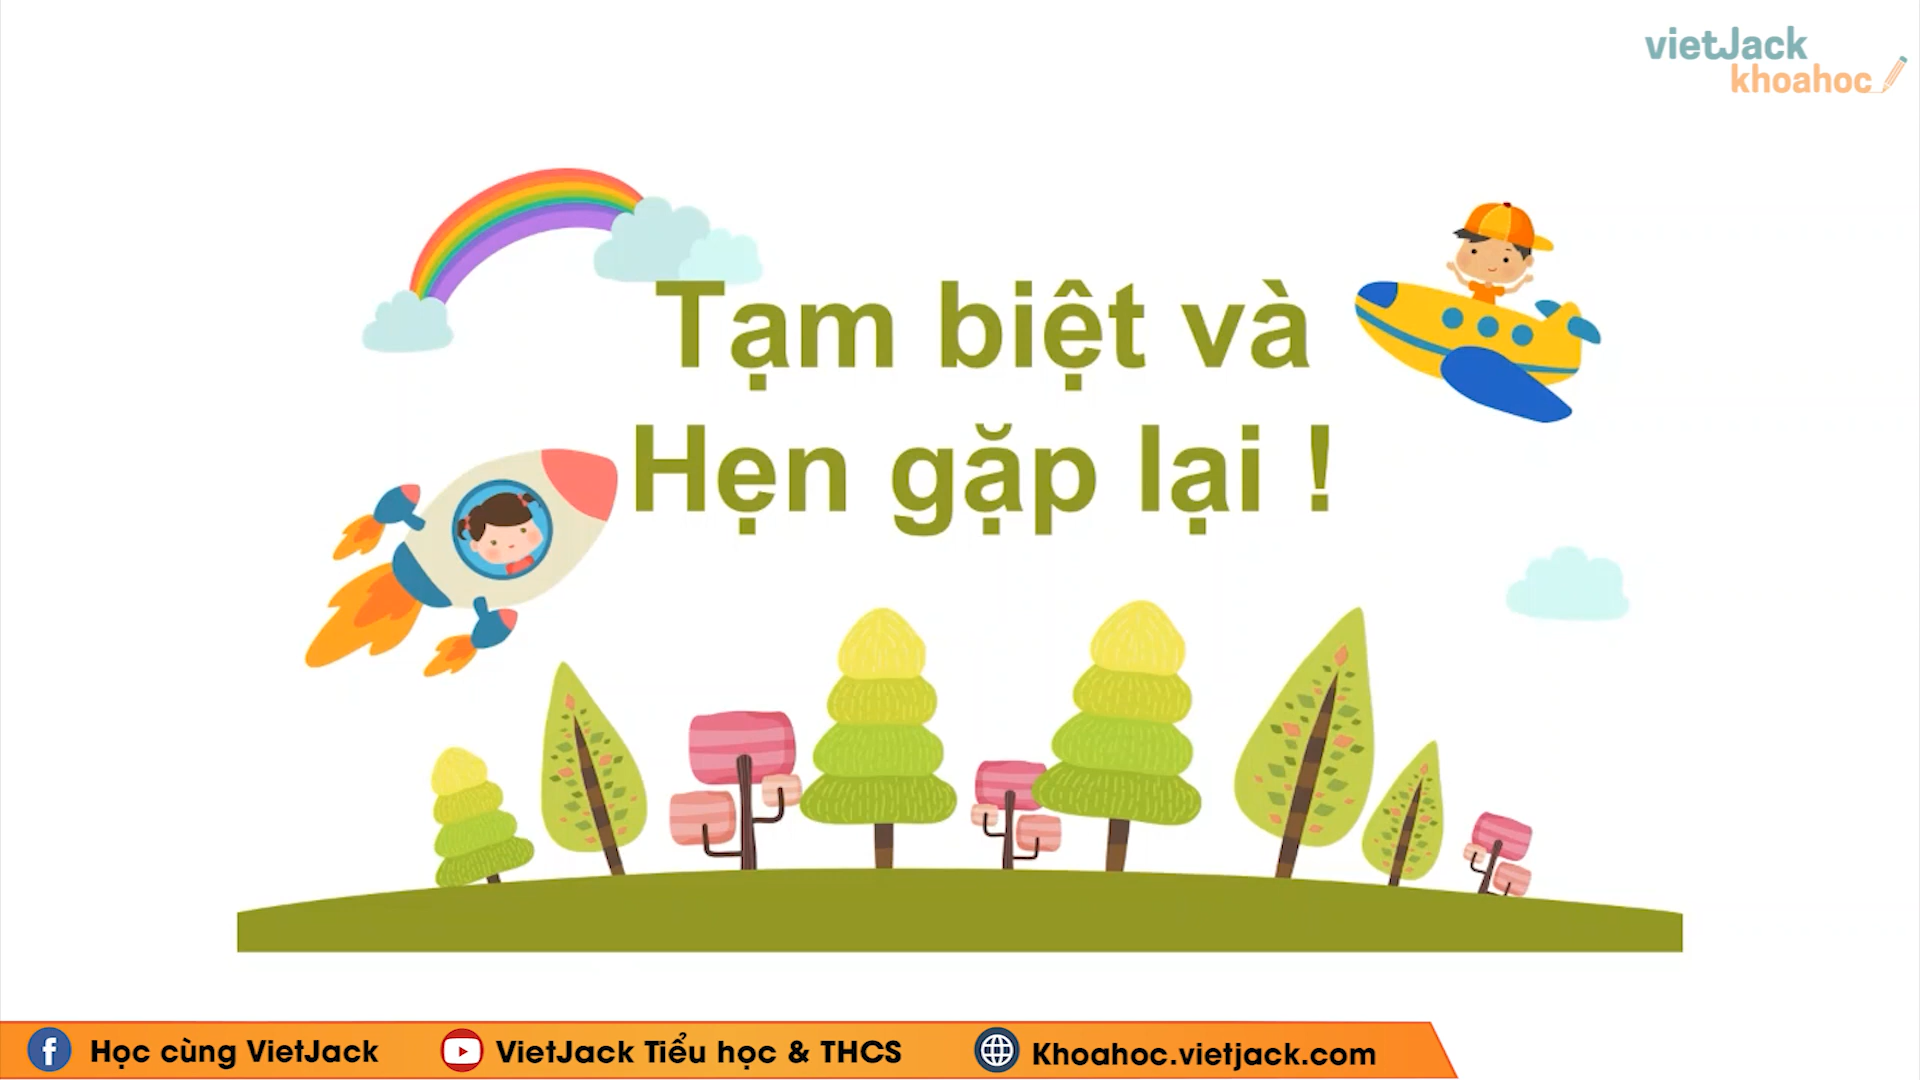 vietJack
khoahoc
Tạm biệt và
Hẹn gặp lại !
Học cùng VietJack
VietJack Tiểu học & THCS
Khoahoc.vietjack.com